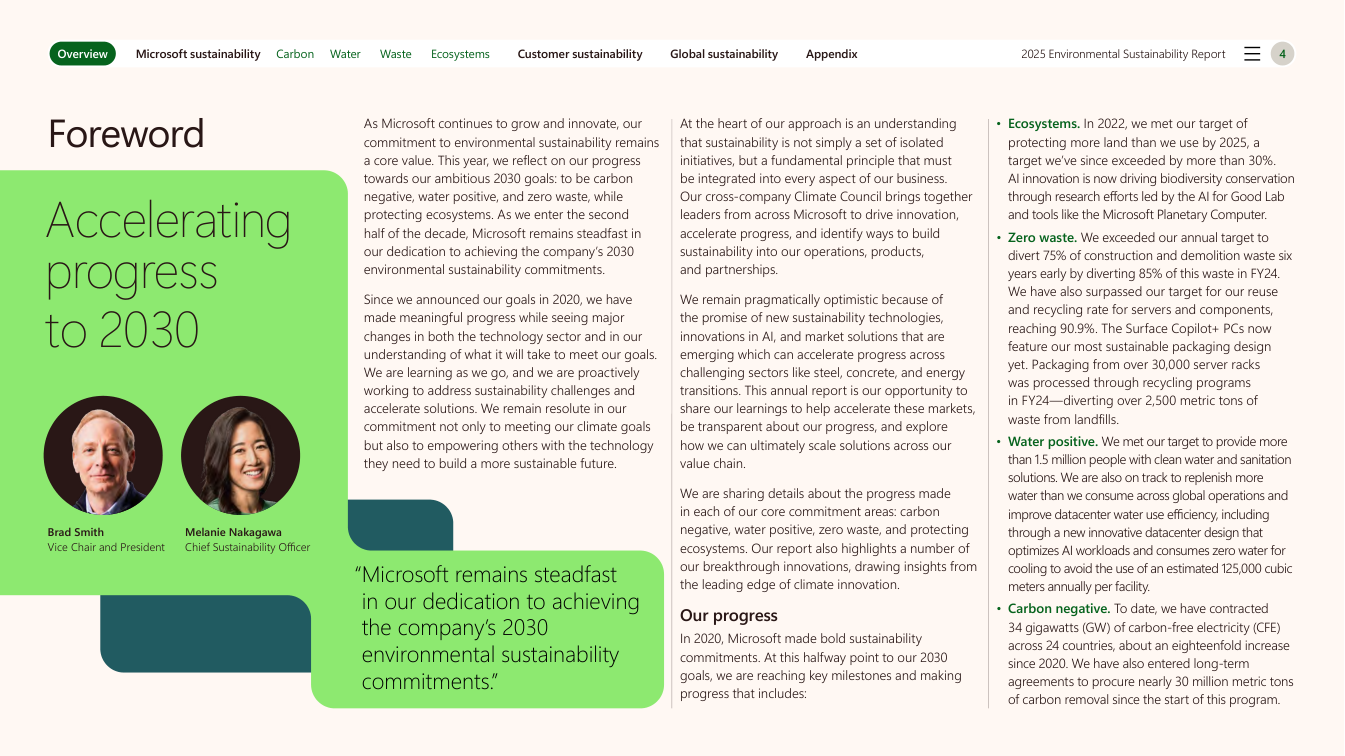 Overview
Microsoft sustainability
Carbon
Water
Waste
Ecosystems
Customer sustainability
Global sustainability
Appendix
2025 Environmental Sustainability Report
4
Foreword
Accelerating
progress
to 2030
Brad Smith
Vice Chair and President
Melanie Nakagawa
Chief Sustainability Officer
As Microsoft continues to grow and innovate, our
commitment to environmental sustainability remains
a core value. This year, we reflect on our progress
towards our ambitious 2030 goals: to be carbon
negative, water positive, and zero waste, while
protecting ecosystems. As we enter the second
half of the decade, Microsoft remains steadfast in
our dedication to achieving the company’s 2030
environmental sustainability commitments.
Since we announced our goals in 2020, we have
made meaningful progress while seeing major
changes in both the technology sector and in our
understanding of what it will take to meet our goals.
We are learning as we go, and we are proactively
working to address sustainability challenges and
accelerate solutions. We remain resolute in our
commitment not only to meeting our climate goals
but also to empowering others with the technology
they need to build a more sustainable future.
“Microsoft remains steadfast
in our dedication to achieving
the company’s 2030
environmental sustainability
commitments.”
At the heart of our approach is an understanding
that sustainability is not simply a set of isolated
initiatives, but a fundamental principle that must
be integrated into every aspect of our business.
Our cross-company Climate Council brings together
leaders from across Microsoft to drive innovation,
accelerate progress, and identify ways to build
sustainability into our operations, products,
and partnerships.
We remain pragmatically optimistic because of
the promise of new sustainability technologies,
innovations in AI, and market solutions that are
emerging which can accelerate progress across
challenging sectors like steel, concrete, and energy
transitions. This annual report is our opportunity to
share our learnings to help accelerate these markets,
be transparent about our progress, and explore
how we can ultimately scale solutions across our
value chain.
We are sharing details about the progress made
in each of our core commitment areas: carbon
negative, water positive, zero waste, and protecting
ecosystems. Our report also highlights a number of
our breakthrough innovations, drawing insights from
the leading edge of climate innovation.
Our progress
In 2020, Microsoft made bold sustainability
commitments. At this halfway point to our 2030
goals, we are reaching key milestones and making
progress that includes:
• Ecosystems. In 2022, we met our target of
protecting more land than we use by 2025, a
target we’ve since exceeded by more than 30%.
AI innovation is now driving biodiversity conservation
through research efforts led by the AI for Good Lab
and tools like the Microsoft Planetary Computer.
• Zero waste. We exceeded our annual target to
divert 75% of construction and demolition waste six
years early by diverting 85% of this waste in FY24.
We have also surpassed our target for our reuse
and recycling rate for servers and components,
reaching 90.9%. The Surface Copilot+ PCs now
feature our most sustainable packaging design
yet. Packaging from over 30,000 server racks
was processed through recycling programs
in FY24—diverting over 2,500 metric tons of
waste from landfills.
• Water positive. We met our target to provide more
than 1.5 million people with clean water and sanitation
solutions. We are also on track to replenish more
water than we consume across global operations and
improve datacenter water use efficiency, including
through a new innovative datacenter design that
optimizes AI workloads and consumes zero water for
cooling to avoid the use of an estimated 125,000 cubic
meters annually per facility.
• Carbon negative. To date, we have contracted
34 gigawatts (GW) of carbon-free electricity (CFE)
across 24 countries, about an eighteenfold increase
since 2020. We have also entered long-term
agreements to procure nearly 30 million metric tons
of carbon removal since the start of this program.